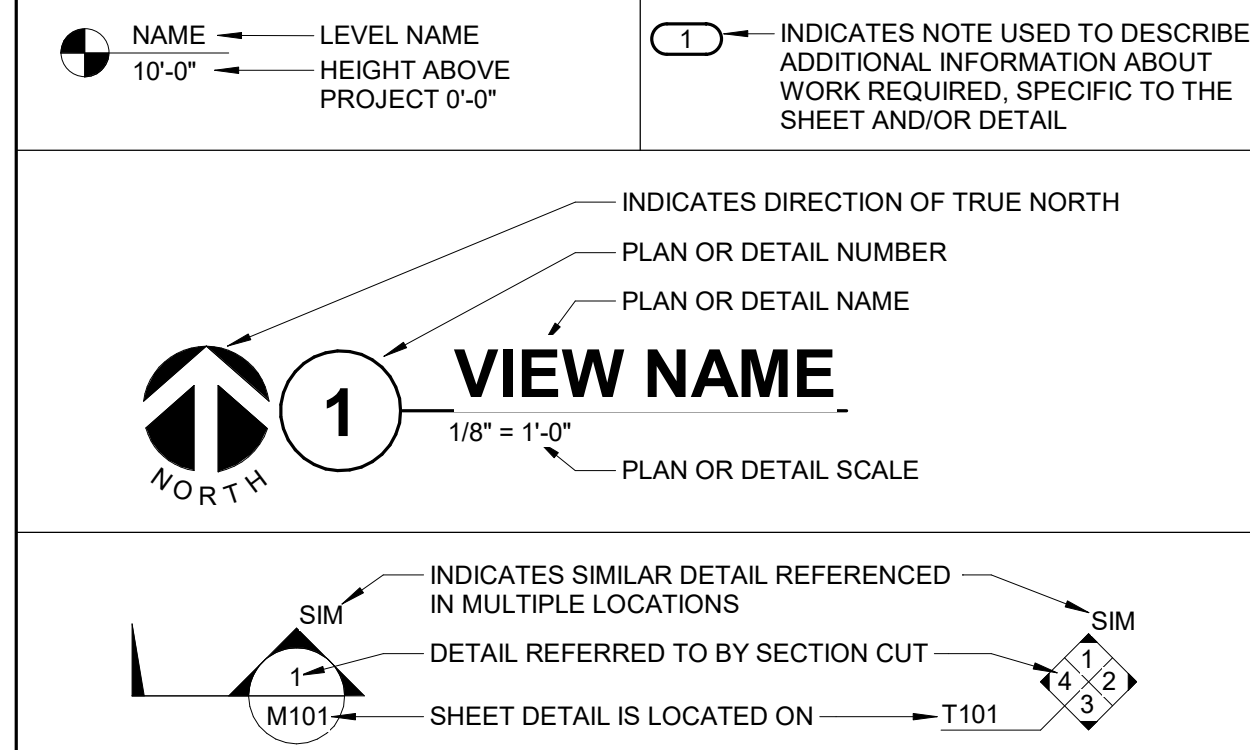 NAME
10'-0"
LEVEL NAME
HEIGHT ABOVE
PROJECT 0'-0"
1
INDICATES NOTE USED TO DESCRIBE
ADDITIONAL INFORMATION ABOUT
WORK REQUIRED, SPECIFIC TO THE
SHEET AND/OR DETAIL
INDICATES DIRECTION OF TRUE NORTH
PLAN OR DETAIL NUMBER
PLAN OR DETAIL NAME
NORTH
1
VIEW NAME
1/8" = 1'-0"
PLAN OR DETAIL SCALE
INDICATES SIMILAR DETAIL REFERENCED
IN MULTIPLE LOCATIONS
SIM
SIM
1
DETAIL REFERRED TO BY SECTION CUT
1
4 2
3
M101
SHEET DETAIL IS LOCATED ON
T101